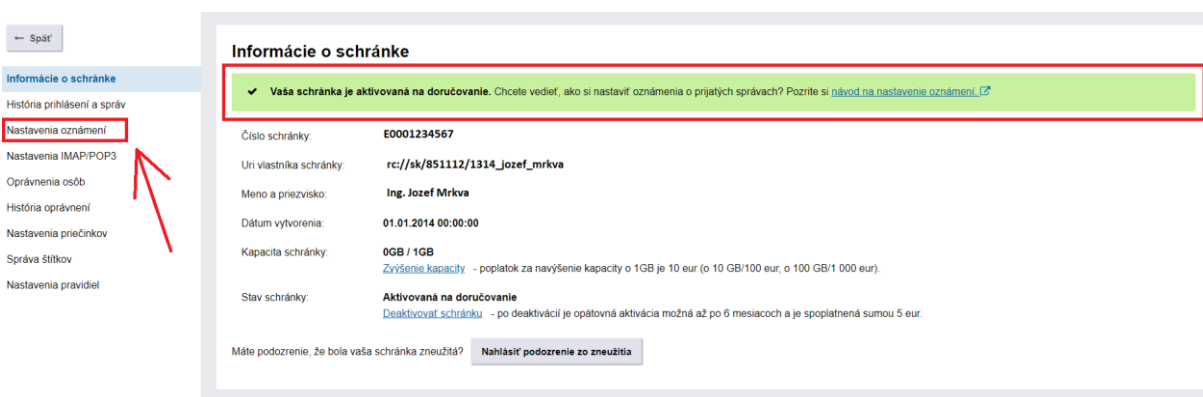 ← Späť
Informácie o schránke
História prihlásení a správ
Nastavenia oznámení
Nastavenia IMAP/POP3
Oprávnenia osôb
História oprávnení
Nastavenia priečinkov
Správa štítkov
Nastavenia pravidiel
Informácie o schránke
✔ Vaša schránka je aktivovaná na doručovanie. Chcete vedieť, ako si nastaviť oznámenia o prijatých správach? Pozrite si návod na nastavenie oznámení.
Číslo schránky: E0001234567
Uri vlastníka schránky: rc://sk/851112/1314_jozef_mrkva
Meno a priezvisko: Ing. Jozef Mrkva
Dátum vytvorenia: 01.01.2014 00:00:00
Kapacita schránky: 0GB / 1GB
Zvýšenie kapacity - poplatok za navýšenie kapacity o 1GB je 10 eur (o 10 GB/100 eur, o 100 GB/1 000 eur).
Stav schránky: Aktivovaná na doručovanie
Deaktivovať schránku - po deaktivácií je opätovná aktivácia možná až po 6 mesiacoch a je spoplatnená sumou 5 eur.
Máte podozrenie, že bola vaša schránka zneužitá? Nahlásiť podozrenie zo zneužitia